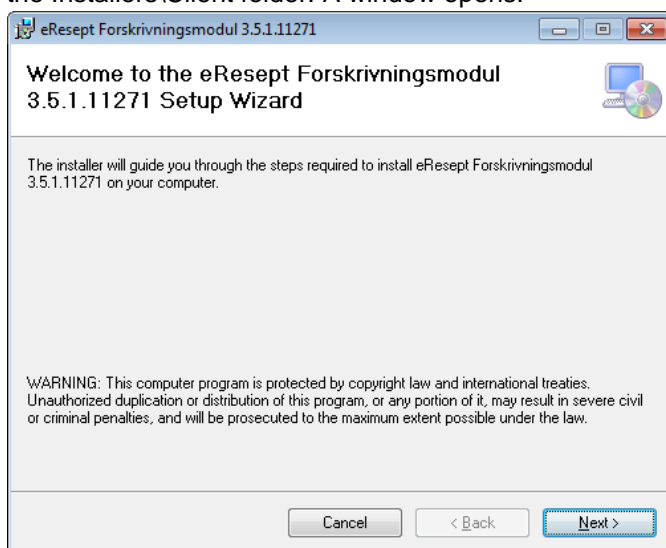 the Installers\Client folder. A window opens.
eResept Forskrivningsmodul 3.5.1.11271
Welcome to the eResept Forskrivningsmodul
3.5.1.11271 Setup Wizard
The installer will guide you through the steps required to install eResept Forskrivningsmodul
3.5.1.11271 on your computer.
WARNING: This computer program is protected by copyright law and international treaties.
Unauthorized duplication or distribution of this program, or any portion of it, may result in severe civil
or criminal penalties, and will be prosecuted to the maximum extent possible under the law.
Cancel < Back Next >